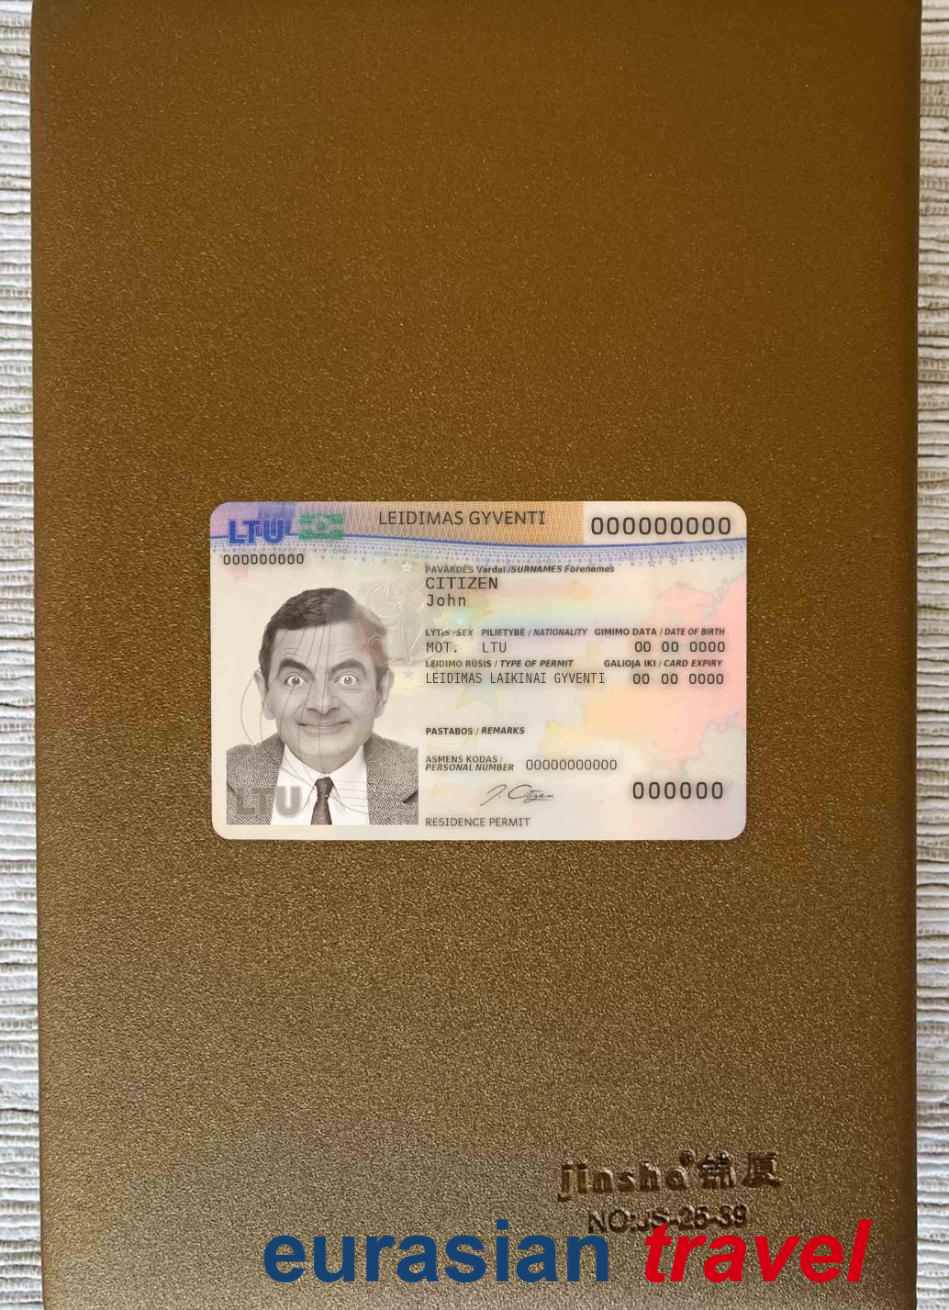 LTU
LEIDIMAS GYVENTI
000000000
000000000
PAVARDĖS Vardai /SURNAMES Forenames
CITIZEN
John
LYTIS / SEX PILIETYBĖ / NATIONALITY GIMIMO DATA / DATE OF BIRTH
MOT. LTU 00 00 0000
LEIDIMO RŪŠIS / TYPE OF PERMIT GALIOJA IKI / CARD EXPIRY
LEIDIMAS LAIKINAI GYVENTI 00 00 0000
PASTABOS / REMARKS
ASMENS KODAS /
PERSONAL NUMBER 00000000000
J. Citizen
000000
LTU
RESIDENCE PERMIT
jinsha®
NO:JS-25-39
eurasian travel